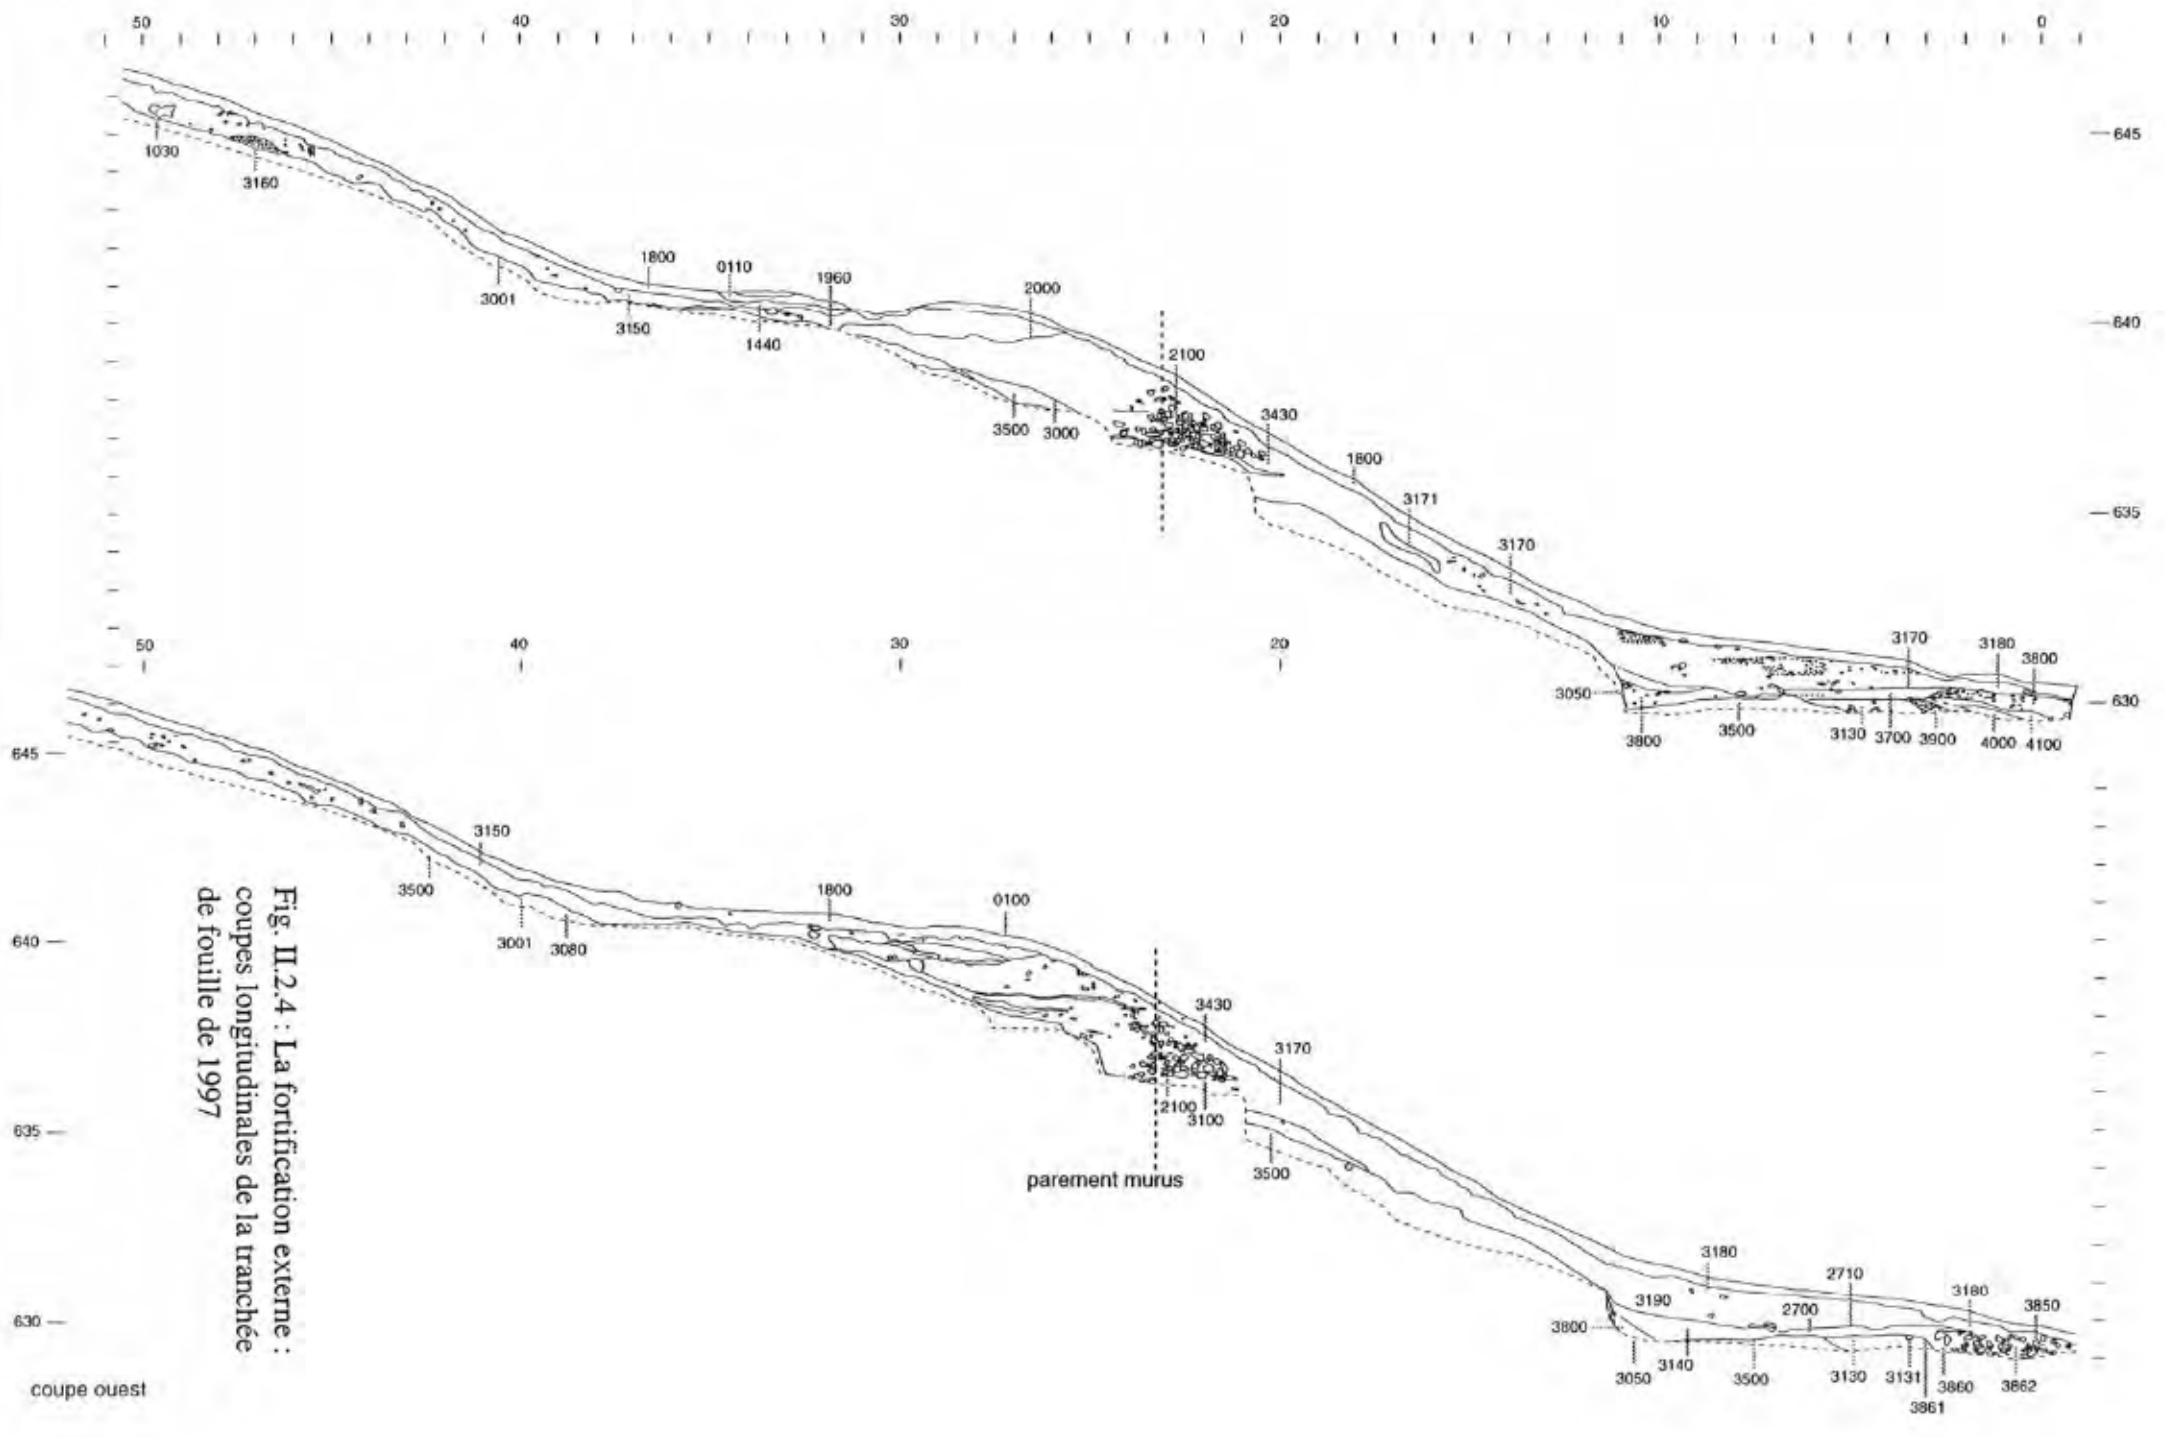 50 40 30 20 10 0
645
1030
3160
1800 0110 1960 2000
3001 3150 1440
640
2100
3500 3000
3430
1800
3171
635
3170
50 40 30 20
3170 3180 3800
3050
630
3800 3500 3130 3700 3900 4000 4100
645
3150
3500
1800 0100
640
3001 3080
3430
3170
2100
3100
635
3500
parement murus
3180
2710
3180
3850
3190
2700
630
3800
3140
3050 3500 3130 3131 3860 3862
3861
Fig. II.2.4 : La fortification externe :
coupes longitudinales de la tranchée
de fouille de 1997
coupe ouest